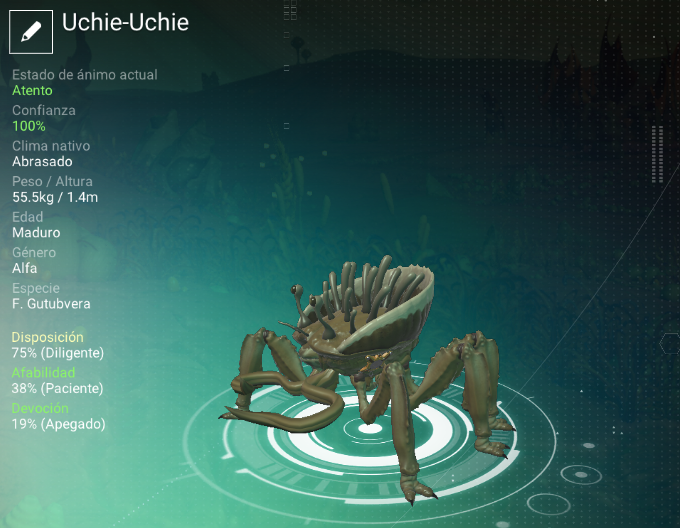 Uchie-Uchie
Estado de ánimo actual
Atento
Confianza
100%
Clima nativo
Abrasado
Peso / Altura
55.5kg / 1.4m
Edad
Maduro
Género
Alfa
Especie
F. Gutubvera
Disposición
75% (Diligente)
Afabilidad
38% (Paciente)
Devoción
19% (Apegado)